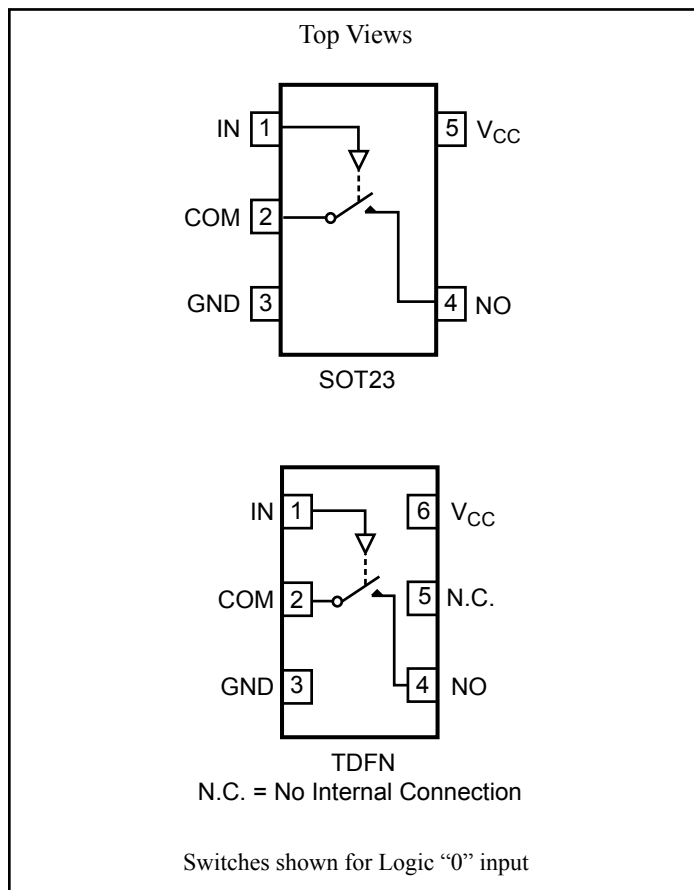 Top Views
IN 1
5 VCC
COM 2
GND 3
4 NO
SOT23
IN 1
6 VCC
COM 2
5 N.C.
GND 3
4 NO
TDFN
N.C. = No Internal Connection
Switches shown for Logic “0” input